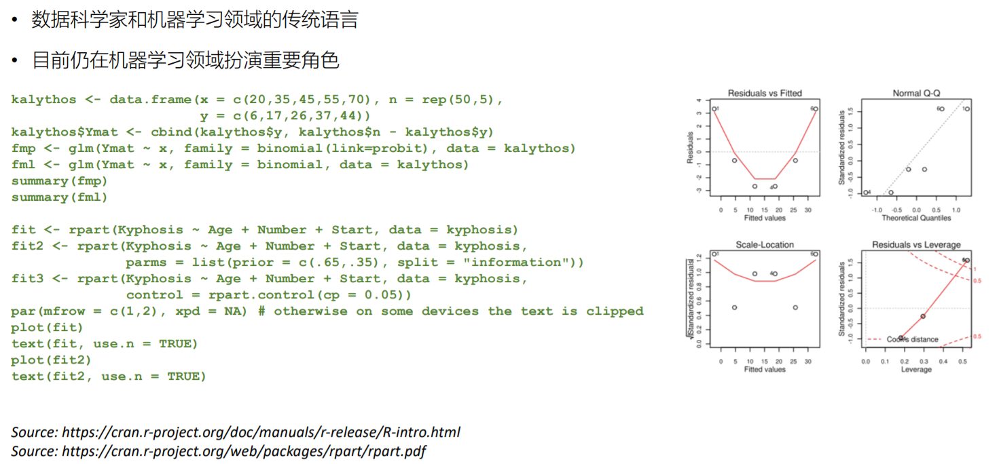 • 数据科学家和机器学习领域的传统语言
• 目前仍在机器学习领域扮演重要角色
kalythos <- data.frame(x = c(20,35,45,55,70), n = rep(50,5),
y = c(6,17,26,37,44))
kalythos$Ymat <- cbind(kalythos$y, kalythos$n - kalythos$y)
fmp <- glm(Ymat ~ x, family = binomial(link=probit), data = kalythos)
fml <- glm(Ymat ~ x, family = binomial, data = kalythos)
summary(fmp)
summary(fml)
fit <- rpart(Kyphosis ~ Age + Number + Start, data = kyphosis)
fit2 <- rpart(Kyphosis ~ Age + Number + Start, data = kyphosis,
parms = list(prior = c(.65,.35), split = "information"))
fit3 <- rpart(Kyphosis ~ Age + Number + Start, data = kyphosis,
control = rpart.control(cp = 0.05))
par(mfrow = c(1,2), xpd = NA) # otherwise on some devices the text is clipped
plot(fit)
text(fit, use.n = TRUE)
plot(fit2)
text(fit2, use.n = TRUE)
Source: https://cran.r-project.org/doc/manuals/r-release/R-intro.html
Source: https://cran.r-project.org/web/packages/rpart/rpart.pdf
Residuals vs Fitted
Residuals
4
3
2
1
0
-1
-2
-3
1
6
4
0 5 10 15 20 25 30
Fitted values
Normal Q-Q
Standardized residuals
1.5
1.0
0.5
0.0
-0.5
-1.0
6
1
4
-1.0 -0.5 0.0 0.5 1.0
Theoretical Quantiles
Scale-Location
√|Standardized residuals|
1.2
1.0
0.8
0.6
0.4
0.2
0.0
1
6
4
0 5 10 15 20 25 30
Fitted values
Residuals vs Leverage
Standardized residuals
1.5
1.0
0.5
0.0
-0.5
-1.0
1
0.5
0.5
Cook's distance
0.0 0.1 0.2 0.3 0.4 0.5
Leverage